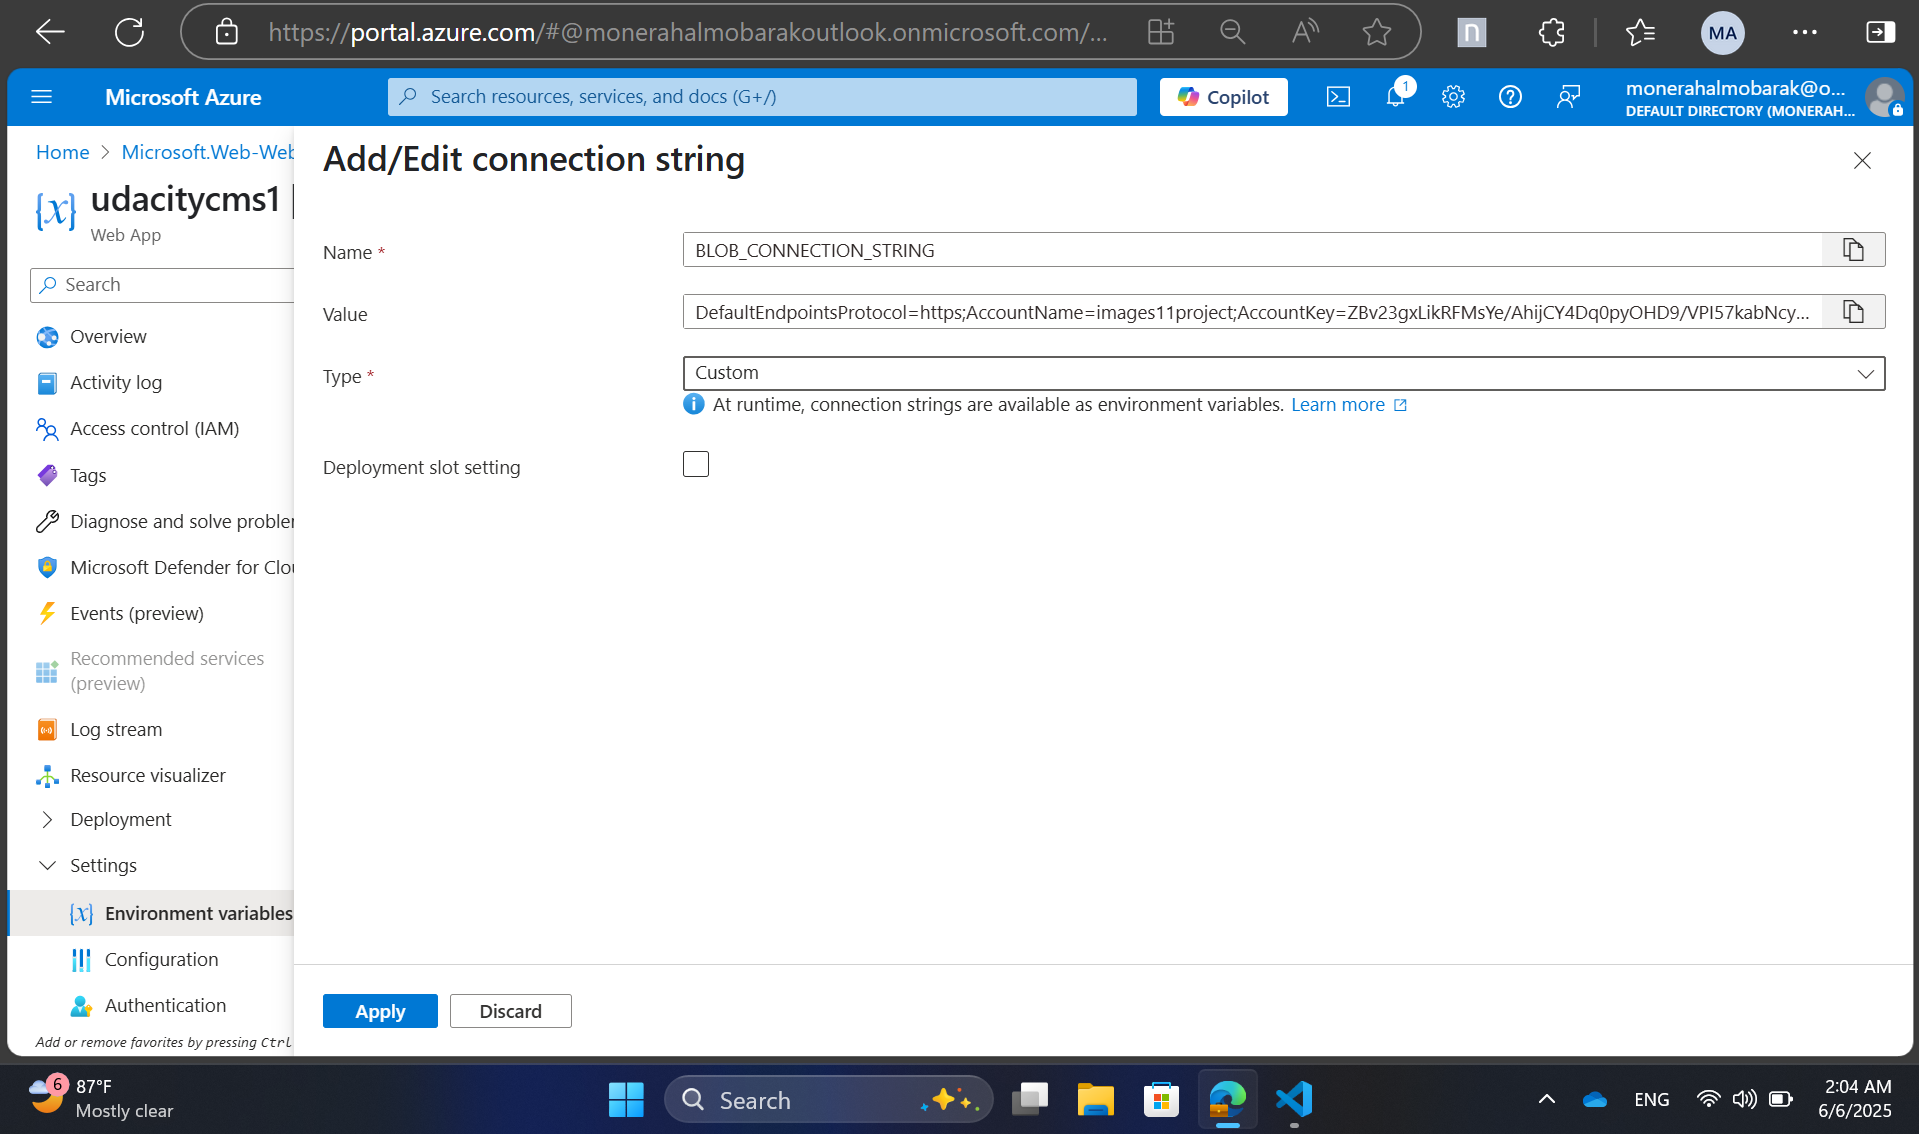 https://portal.azure.com/#@monerahalmobarakoutlook.onmicrosoft.com/...
n
MA
Microsoft Azure
Search resources, services, and docs (G+/)
Copilot
1
monerahalmobarak@o...
DEFAULT DIRECTORY (MONERAH...
Home > Microsoft.Web-Web
udacitycms1 |
Web App
Search
Overview
Activity log
Access control (IAM)
Tags
Diagnose and solve probler
Microsoft Defender for Clou
Events (preview)
Recommended services
(preview)
Log stream
Resource visualizer
Deployment
Settings
Environment variables
Configuration
Authentication
Add or remove favorites by pressing Ctrl
Add/Edit connection string
Name *
BLOB_CONNECTION_STRING
Value
DefaultEndpointsProtocol=https;AccountName=images11project;AccountKey=ZBv23gxLikRFMsYe/AhijCY4Dq0pyOHD9/VPI57kabNcy...
Type *
Custom
At runtime, connection strings are available as environment variables. Learn more
Deployment slot setting
Apply
Discard
6
87°F
Mostly clear
Search
ENG
2:04 AM
6/6/2025